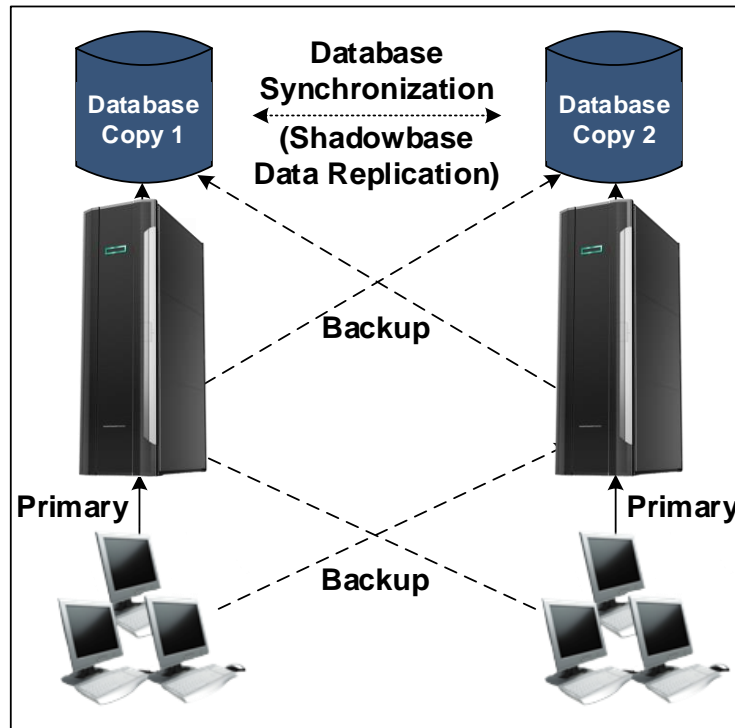 Database
Synchronization
(Shadowbase
Data Replication)
Database
Copy 1
Database
Copy 2
Backup
Primary
Primary
Backup